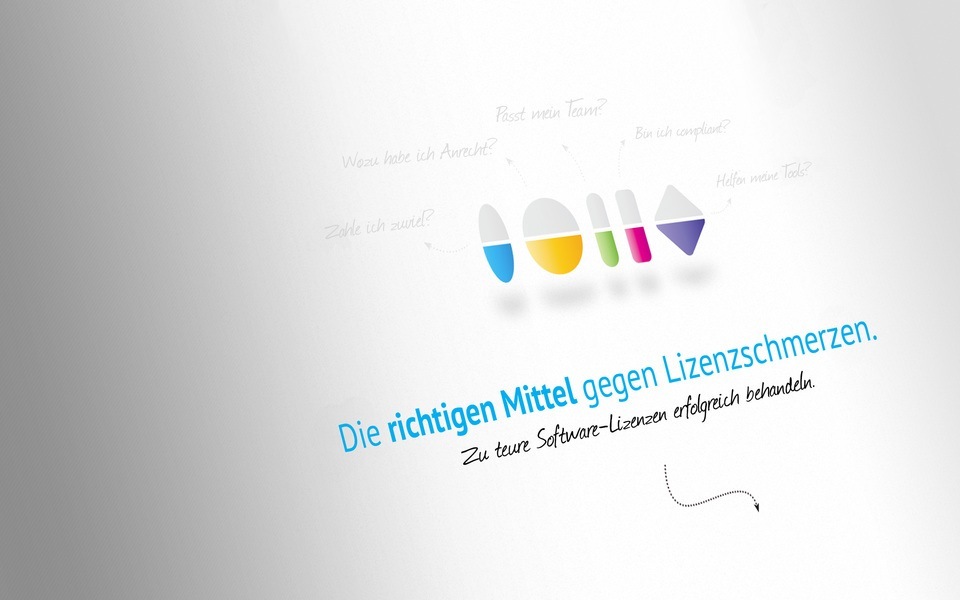 Passt mein Team?
Bin ich compliant?
Wozu habe ich Anrecht?
Helfen meine Tools?
Zahle ich zuviel?
Die richtigen Mittel gegen Lizenzschmerzen.
Zu teure Software-Lizenzen erfolgreich behandeln.